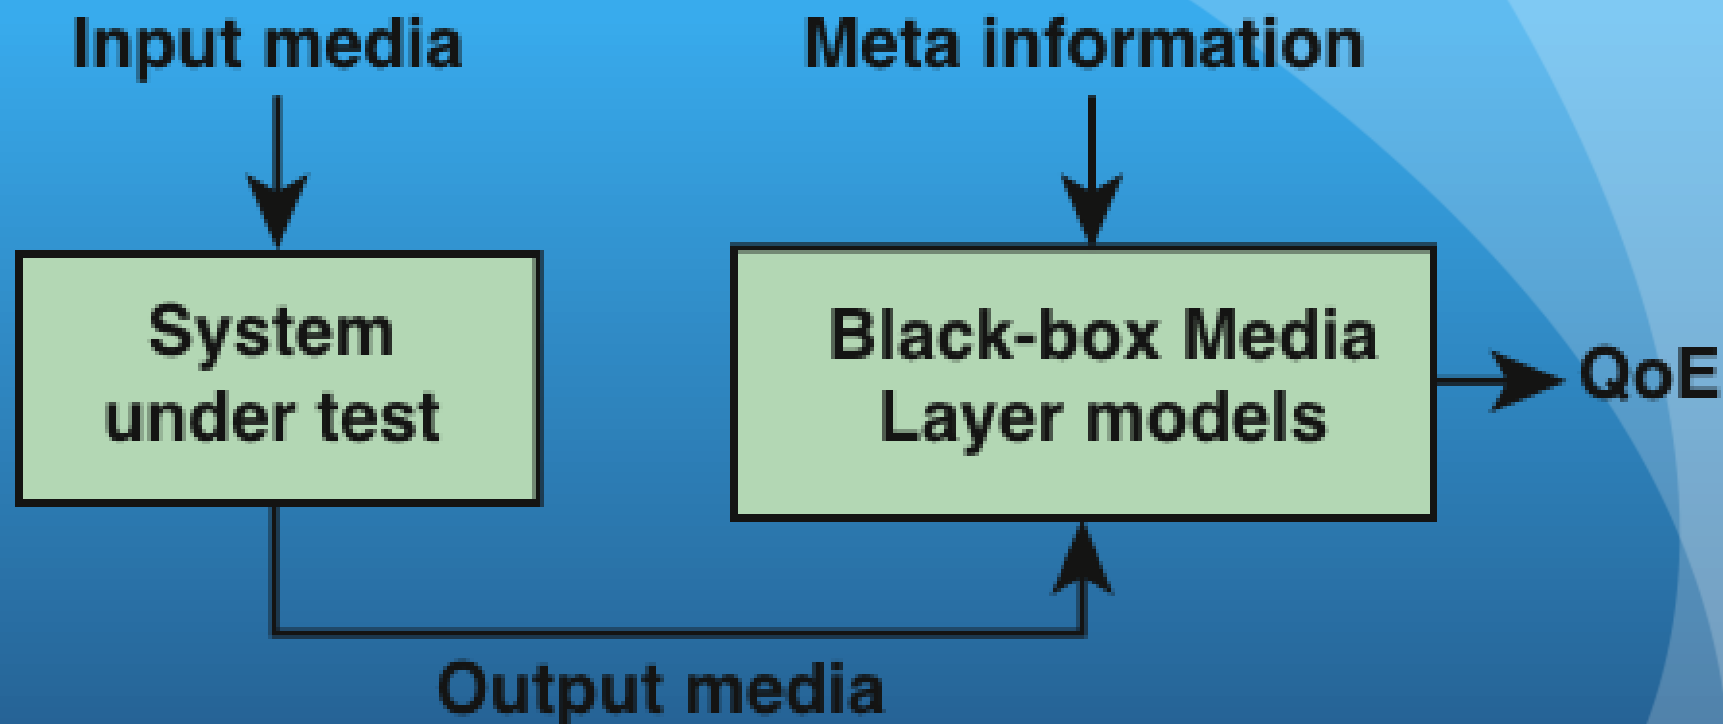 Input media
Meta information
System
under test
Black-box Media
Layer models
QoE
Output media